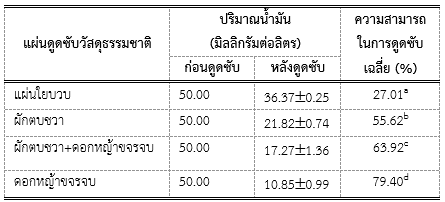 แผ่นดูดซับวัสดุธรรมชาติ ปริมาณน้ำมัน (มิลลิกรัมต่อลิตร) ความสามารถในการดูดซับเฉลี่ย (%)
ก่อนดูดซับ หลังดูดซับ
แผ่นใยบวบ 50.00 36.37±0.25 27.01ᵃ
ผักตบชวา 50.00 21.82±0.74 55.62ᵇ
ผักตบชวา+ดอกหญ้าขจรจบ 50.00 17.27±1.36 63.92ᶜ
ดอกหญ้าขจรจบ 50.00 10.85±0.99 79.40ᵈ